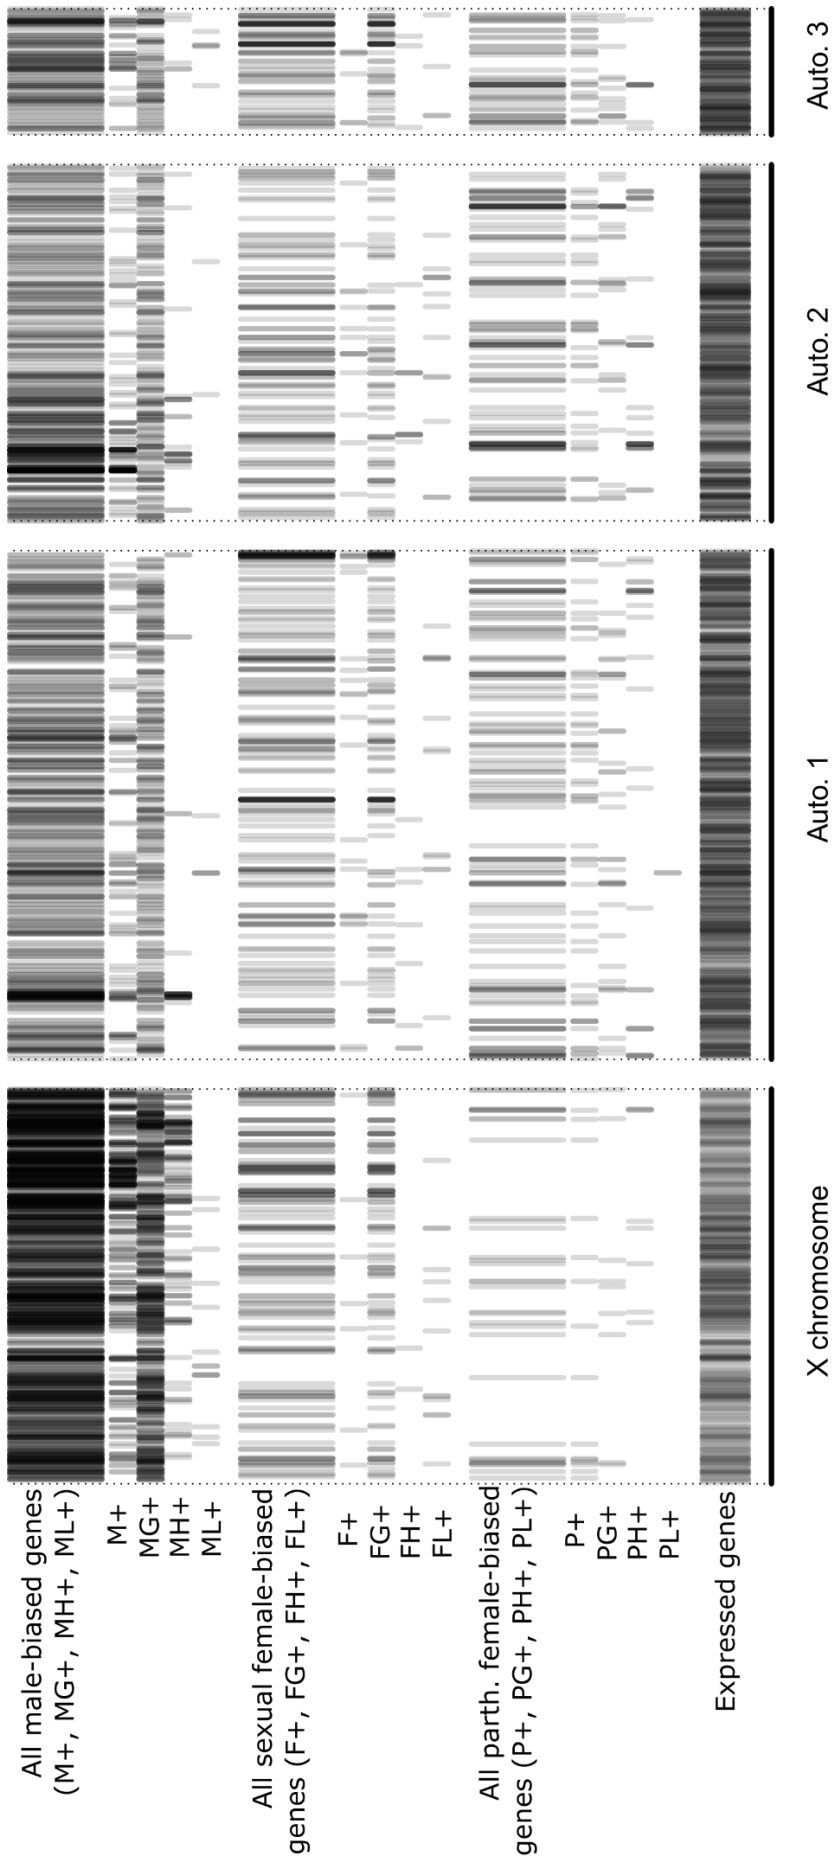 All male-biased genes
(M+, MG+, MH+, ML+)
M+
MG+
MH+
ML+
All sexual female-biased
genes (F+, FG+, FH+, FL+)
F+
FG+
FH+
FL+
All parth. female-biased
genes (P+, PG+, PH+, PL+)
P+
PG+
PH+
PL+
Expressed genes
X chromosome
Auto. 1
Auto. 2
Auto. 3